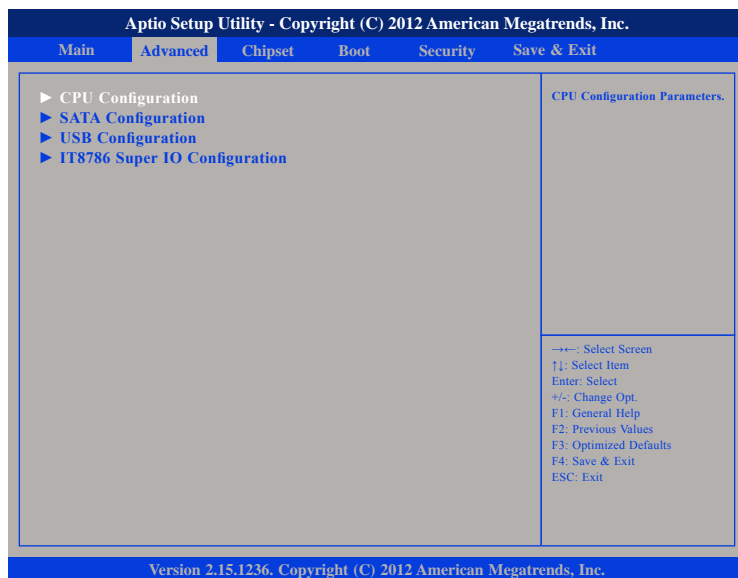 Aptio Setup Utility - Copyright (C) 2012 American Megatrends, Inc.
Main Advanced Chipset Boot Security Save & Exit
► CPU Configuration
► SATA Configuration
► USB Configuration
► IT8786 Super IO Configuration
CPU Configuration Parameters.
→←: Select Screen
↑↓: Select Item
Enter: Select
+/-: Change Opt.
F1: General Help
F2: Previous Values
F3: Optimized Defaults
F4: Save & Exit
ESC: Exit
Version 2.15.1236. Copyright (C) 2012 American Megatrends, Inc.